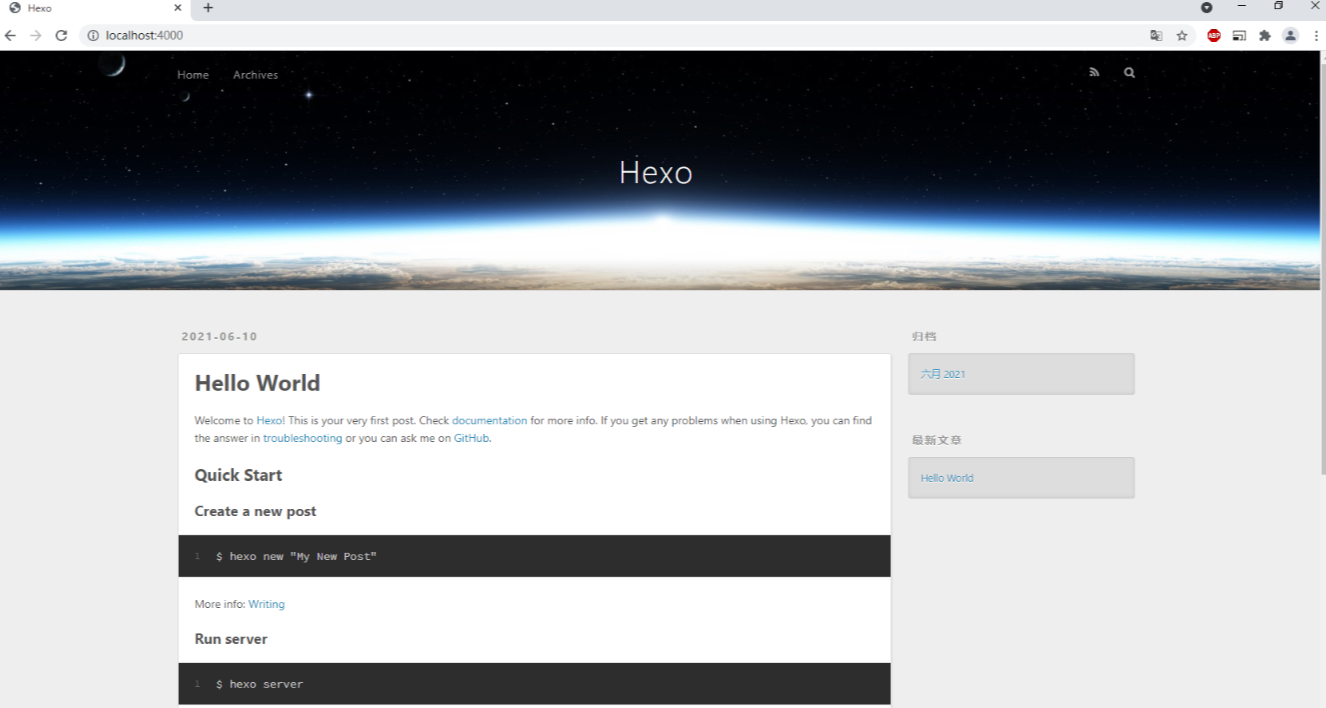 Hexo
localhost:4000
ABP
Home
Archives
Hexo
2021-06-10
Hello World
Welcome to Hexo! This is your very first post. Check documentation for more info. If you get any problems when using Hexo, you can find
the answer in troubleshooting or you can ask me on GitHub.
Quick Start
Create a new post
1 $ hexo new "My New Post"
More info: Writing
Run server
1 $ hexo server
归档
六月 2021
最新文章
Hello World